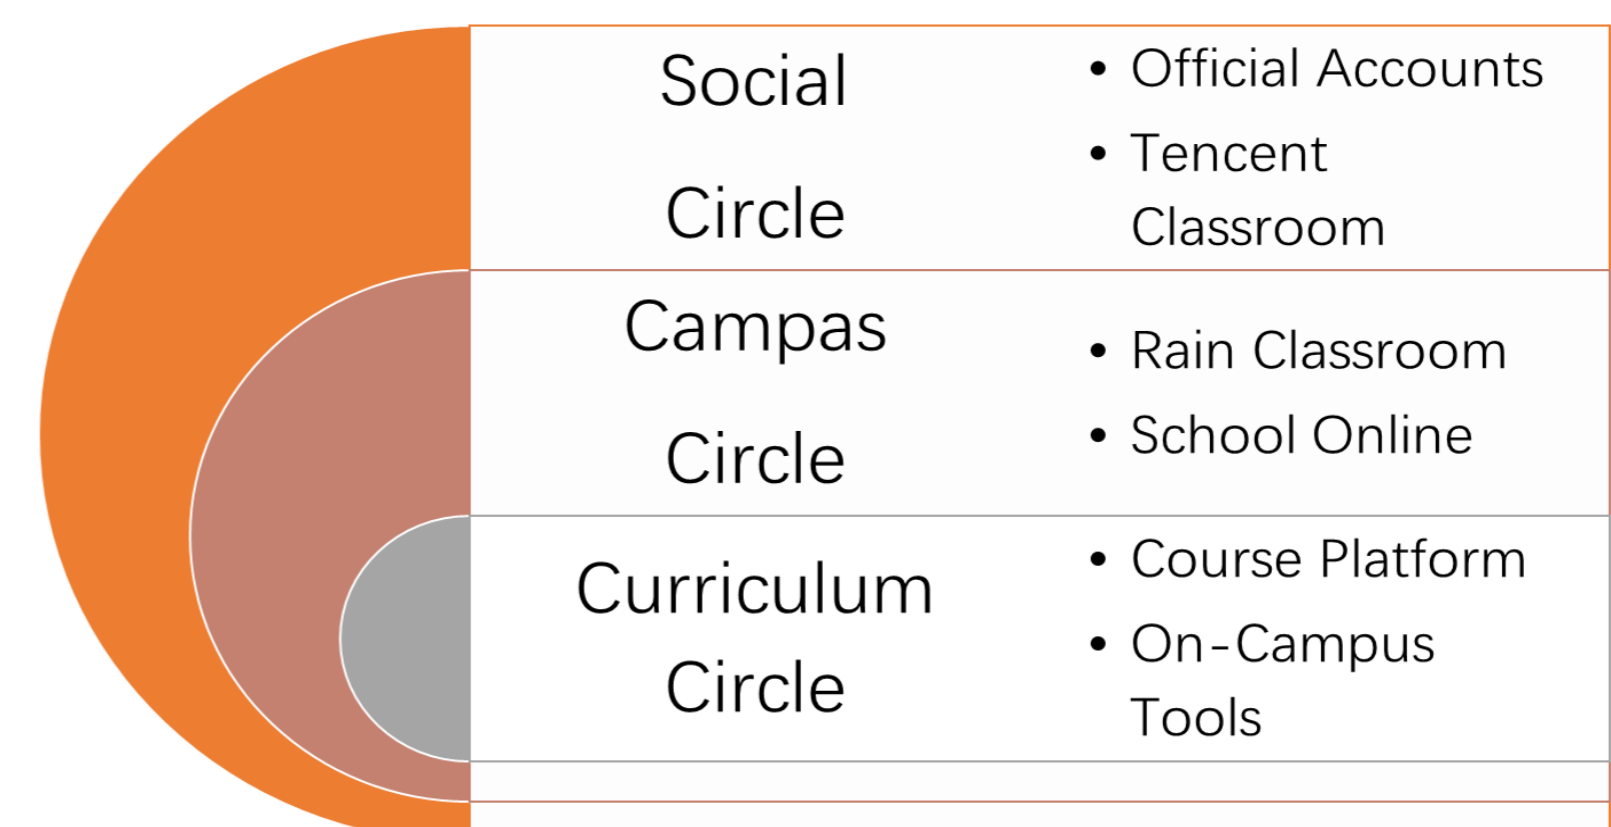 Social
Circle
• Official Accounts
• Tencent
Classroom
Campas
Circle
• Rain Classroom
• School Online
Curriculum
Circle
• Course Platform
• On-Campus
Tools